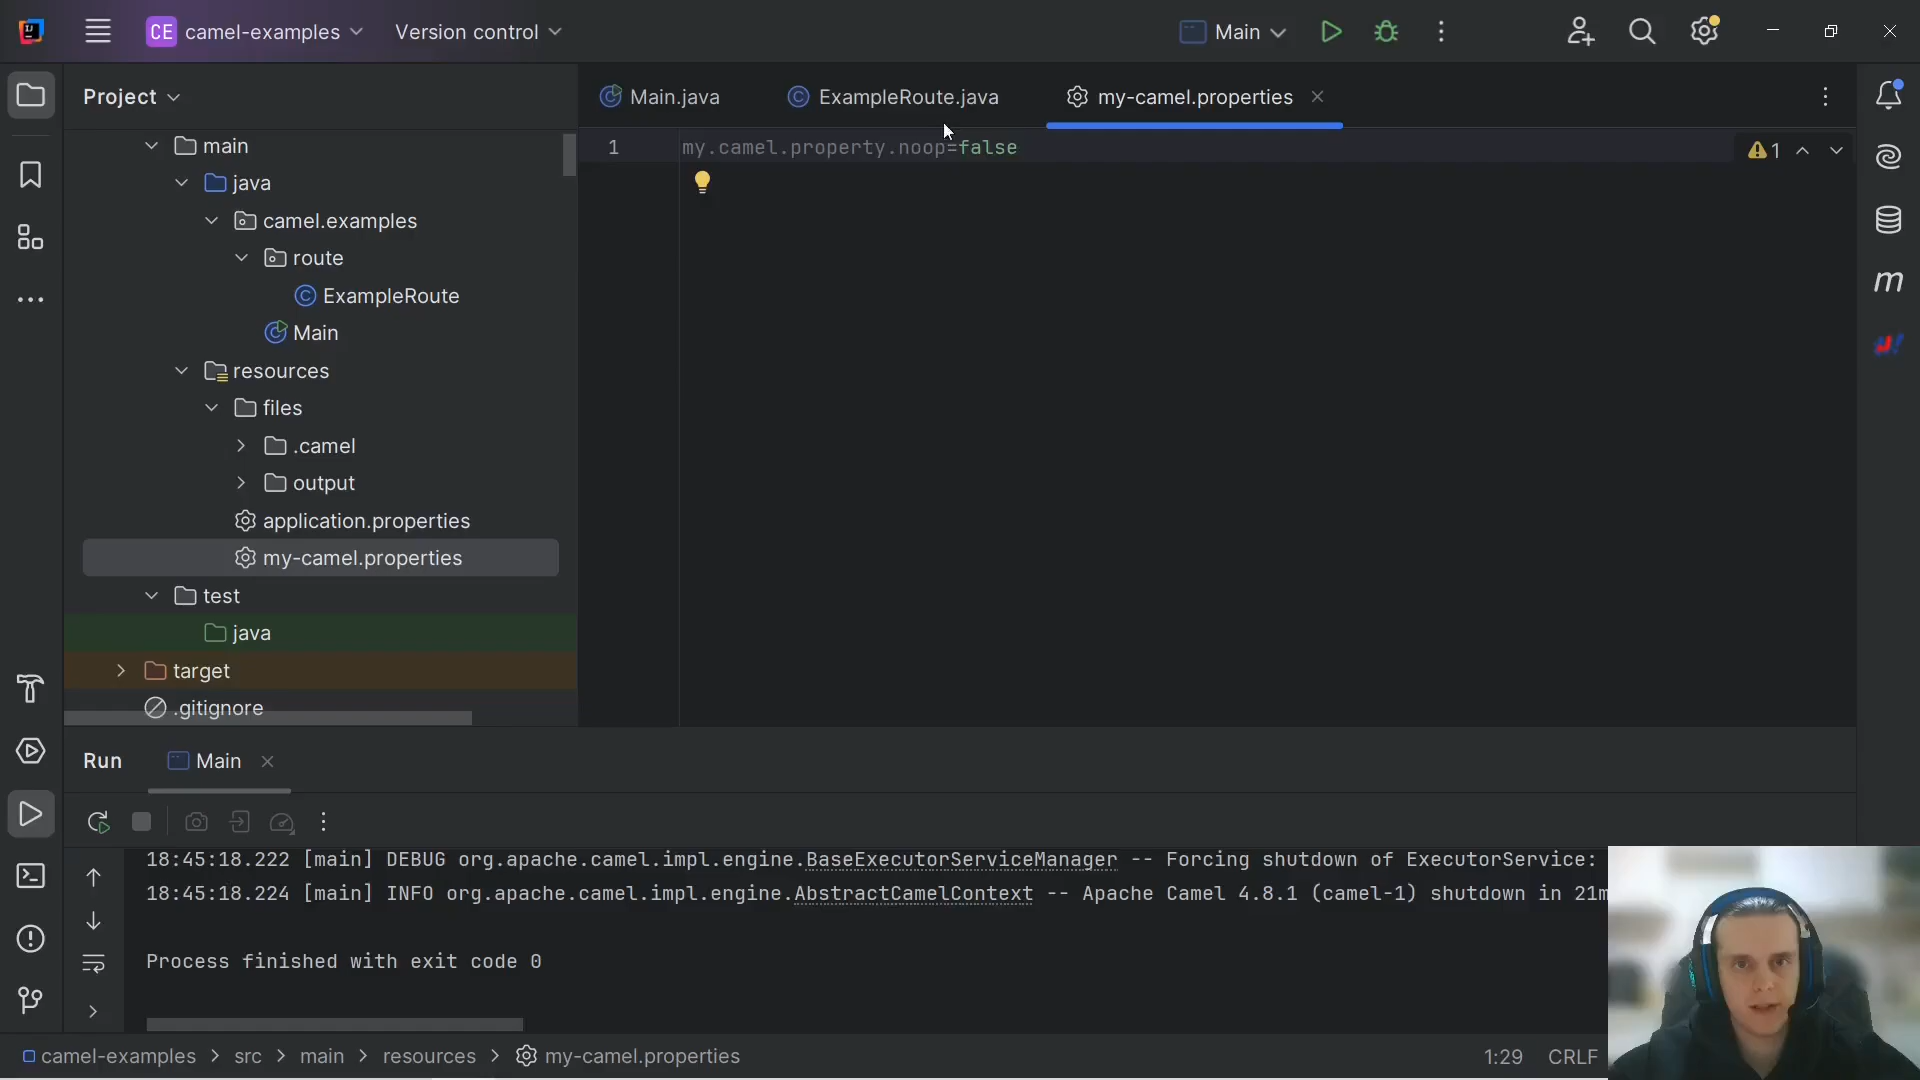 CE camel-examples Version control Main
Project
Main.java ExampleRoute.java my-camel.properties
main
java
camel.examples
route
ExampleRoute
Main
resources
files
.camel
output
application.properties
my-camel.properties
test
java
target
.gitignore
1 my.camel.property.noop=false
1
m
Run Main
18:45:18.222 [main] DEBUG org.apache.camel.impl.engine.BaseExecutorServiceManager -- Forcing shutdown of ExecutorService:
18:45:18.224 [main] INFO org.apache.camel.impl.engine.AbstractCamelContext -- Apache Camel 4.8.1 (camel-1) shutdown in 21m
Process finished with exit code 0
camel-examples > src > main > resources > my-camel.properties
1:29 CRLF